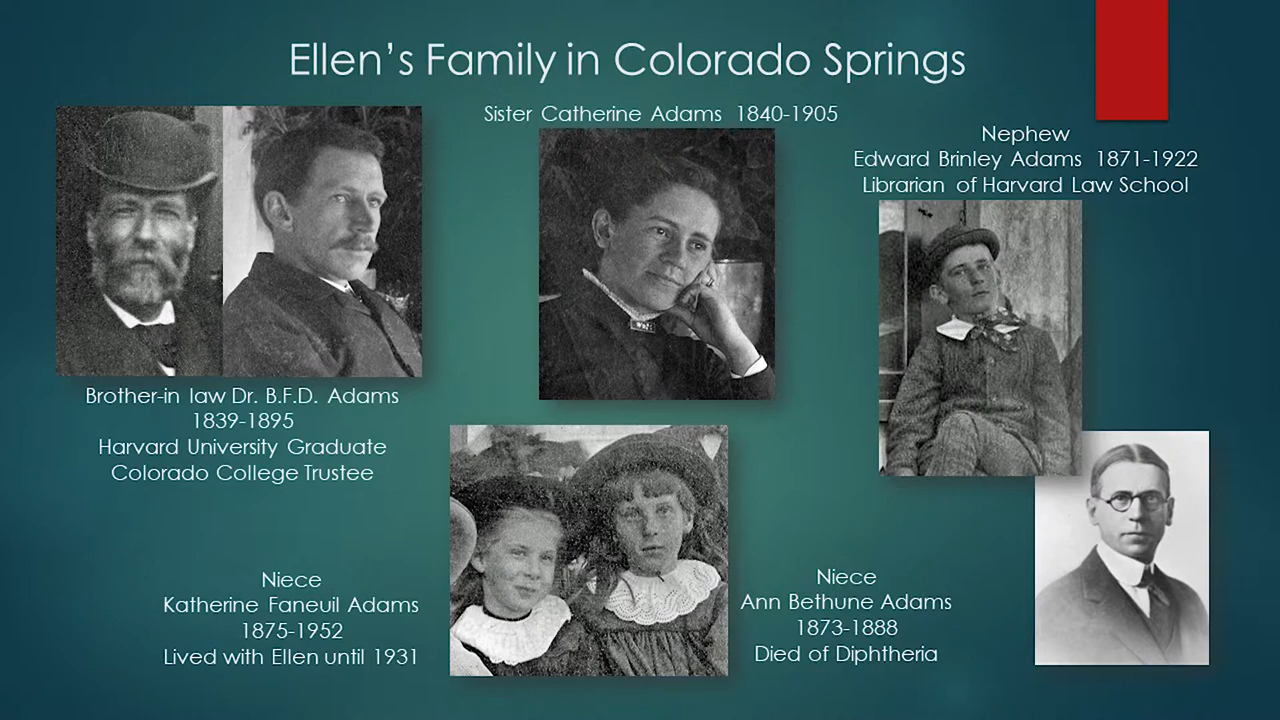 Ellen's Family in Colorado Springs
Sister Catherine Adams 1840-1905
Nephew
Edward Brinley Adams 1871-1922
Librarian of Harvard Law School
Brother-in law Dr. B.F.D. Adams
1839-1895
Harvard University Graduate
Colorado College Trustee
Niece
Katherine Faneuil Adams
1875-1952
Lived with Ellen until 1931
Niece
Ann Bethune Adams
1873-1888
Died of Diphtheria